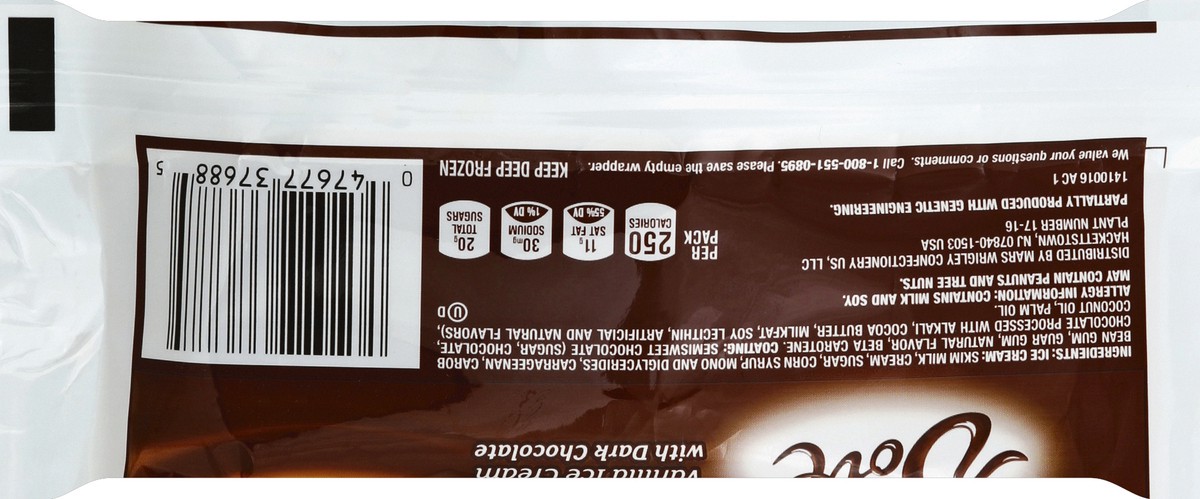 Dove
Vanilla Ice Cream
with Dark Chocolate
INGREDIENTS: ICE CREAM: SKIM MILK, CREAM, SUGAR, CORN SYRUP, MONO AND DIGLYCERIDES, CARRAGEENAN, CAROB
BEAN GUM, GUAR GUM, NATURAL FLAVOR, BETA CAROTENE. COATING: SEMISWEET CHOCOLATE (SUGAR, CHOCOLATE,
CHOCOLATE PROCESSED WITH ALKALI, COCOA BUTTER, MILKFAT, SOY LECITHIN, ARTIFICIAL AND NATURAL FLAVORS),
COCONUT OIL, PALM OIL.
ALLERGY INFORMATION: CONTAINS MILK AND SOY.
MAY CONTAIN PEANUTS AND TREE NUTS.
U D
DISTRIBUTED BY MARS WRIGLEY CONFECTIONERY US, LLC
HACKETTSTOWN, NJ 07840-1503 USA
PLANT NUMBER 17-16
PARTIALLY PRODUCED WITH GENETIC ENGINEERING.
1410016 AC 1
We value your questions or comments. Call 1-800-551-0895. Please save the empty wrapper.
KEEP DEEP FROZEN
PER
PACK
250
CALORIES
11g
SAT FAT
55% DV
30mg
SODIUM
1% DV
20g
TOTAL
SUGARS
0 47677 37688 5